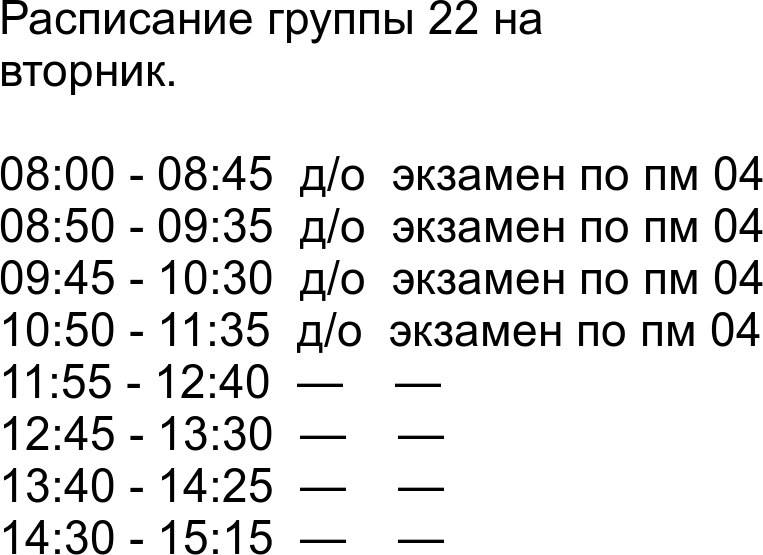 Расписание группы 22 на
вторник.
08:00 - 08:45 д/о экзамен по пм 04
08:50 - 09:35 д/о экзамен по пм 04
09:45 - 10:30 д/о экзамен по пм 04
10:50 - 11:35 д/о экзамен по пм 04
11:55 - 12:40 — —
12:45 - 13:30 — —
13:40 - 14:25 — —
14:30 - 15:15 — —